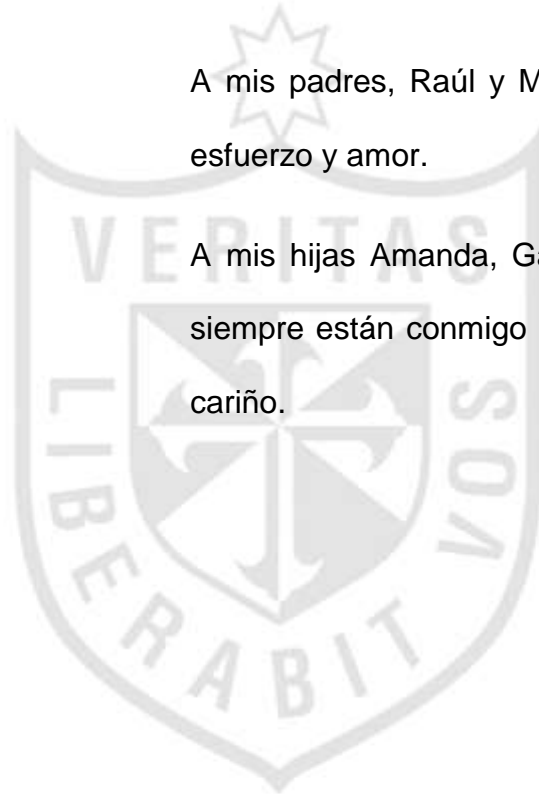 A mis padres, Raúl y
esfuerzo y amor.
A mis hijas Amanda,
siempre están conmigo
cariño.
VERITAS
LIBERABIT
VOS